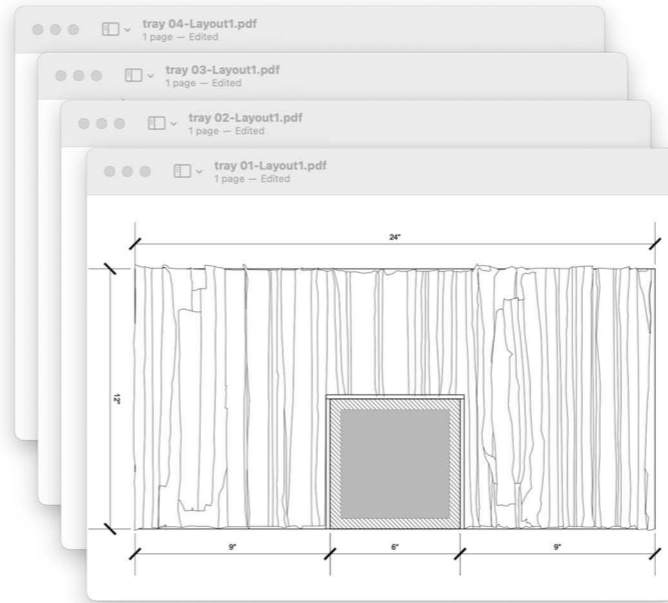 tray 04-Layout1.pdf
1 page — Edited
tray 03-Layout1.pdf
1 page — Edited
tray 02-Layout1.pdf
1 page — Edited
tray 01-Layout1.pdf
1 page — Edited
24"
12"
9"
6"
9"